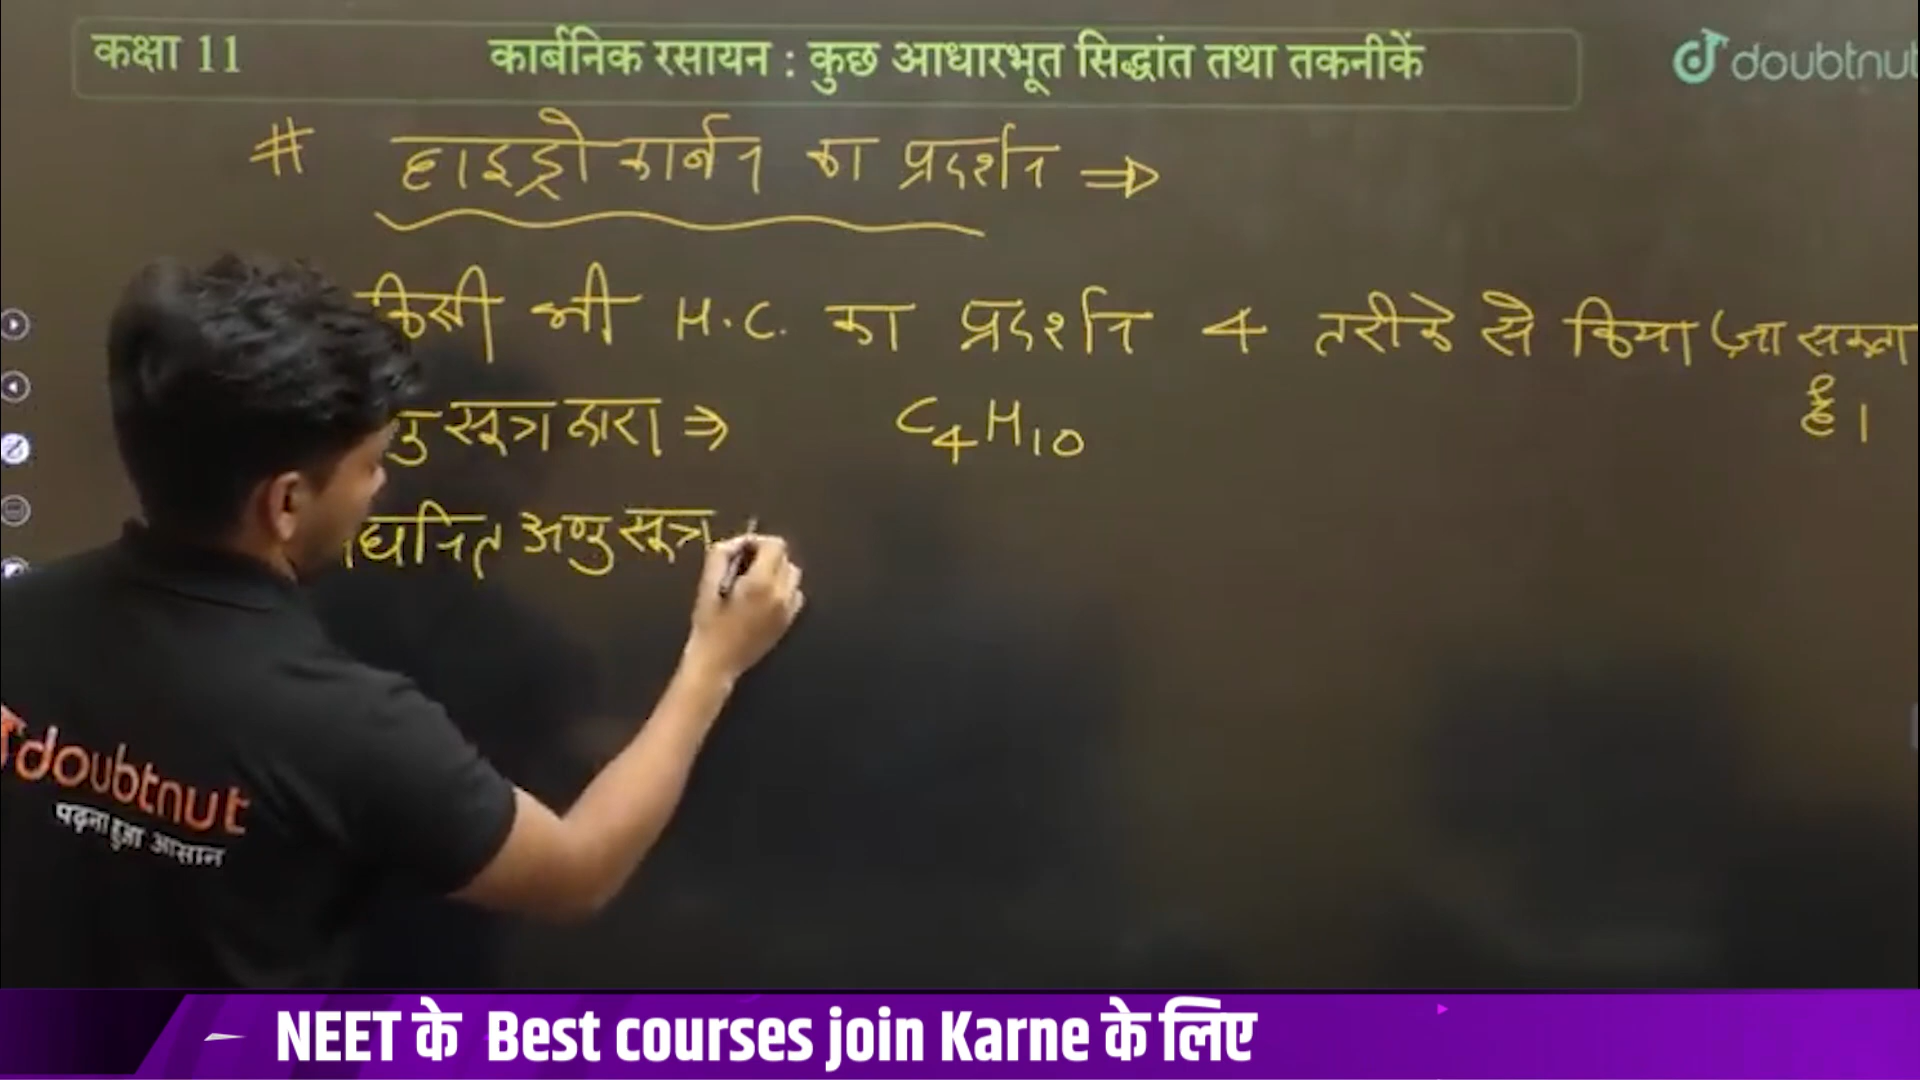 कक्षा 11
कार्बनिक रसायन : कुछ आधारभूत सिद्धांत तथा तकनीकें
doubtnut
# हाइड्रोकार्बन का प्रदर्शन ⇒
किसी भी H.C. का प्रदर्शन 4 तरीके से किया जा सकता
है।
सूत्र द्वारा ⇒ C₄H₁₀
अणु सूत्र
doubtnut
पढ़ना हुआ आसान
NEET के Best courses join Karne के लिए